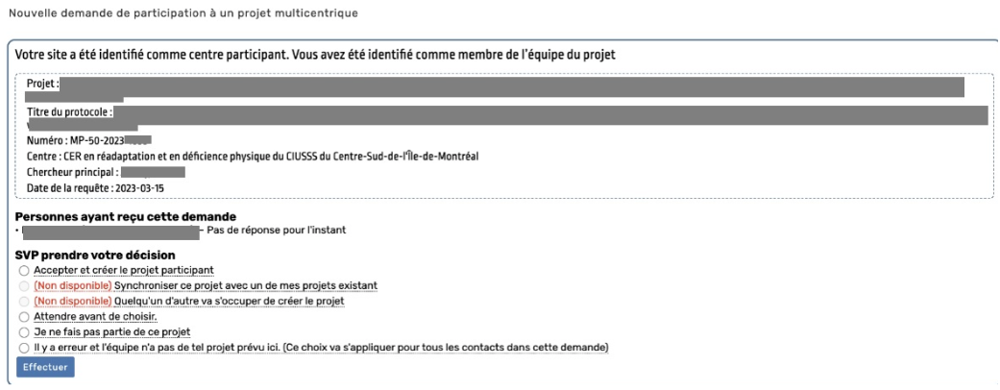 Nouvelle demande de participation à un projet multicentrique
Votre site a été identifié comme centre participant. Vous avez été identifié comme membre de l'équipe du projet
Projet :
Titre du protocole :
Numéro : MP-50-2023
Centre : CER en réadaptation et en déficience physique du CIUSSS du Centre-Sud-de-l'Île-de-Montréal
Chercheur principal :
Date de la requête : 2023-03-15
Personnes ayant reçu cette demande
• – Pas de réponse pour l'instant
SVP prendre votre décision
Accepter et créer le projet participant
(Non disponible) Synchroniser ce projet avec un de mes projets existant
(Non disponible) Quelqu'un d'autre va s'occuper de créer le projet
Attendre avant de choisir.
Je ne fais pas partie de ce projet
Il y a erreur et l'équipe n'a pas de tel projet prévu ici. (Ce choix va s'appliquer pour tous les contacts dans cette demande)
Effectuer